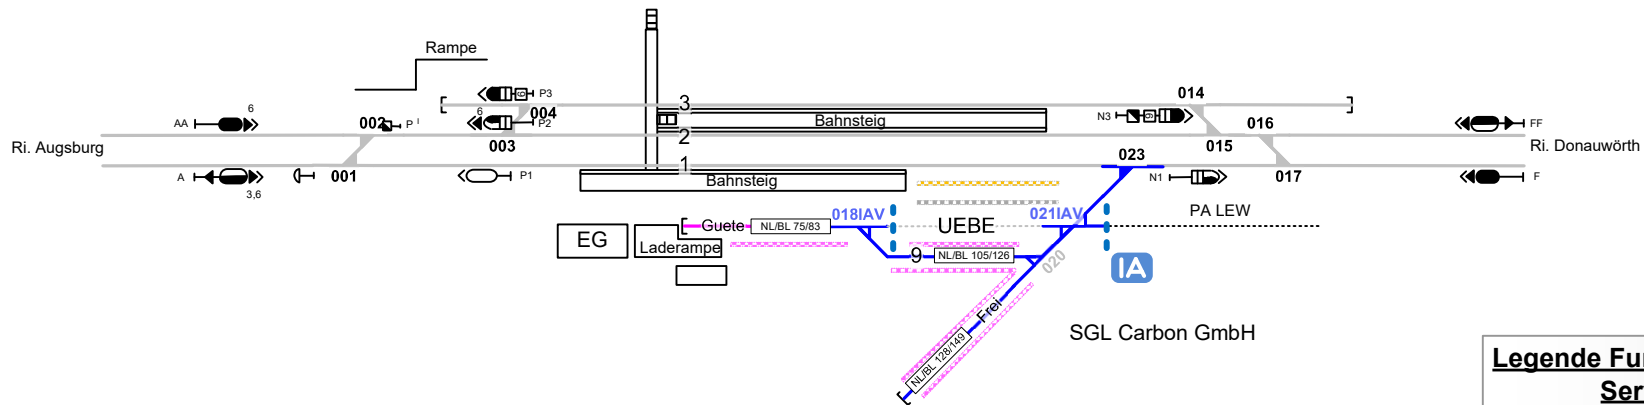 Rampe
P3
6
6
004
014
3
AA
002
P
P2
Bahnsteig
N3
6
016
FF
Ri. Augsburg
2
Ri. Donauwörth
003
015
023
1
A
001
P1
Bahnsteig
N1
017
F
3,6
018IAV
021IAV
PA LEW
Guete
NL/BL 75/83
UEBE
EG
Laderampe
9
NL/BL 105/126
020
IA
Frei
SGL Carbon GmbH
NL/BL 128/149
Legende Fu
Ser